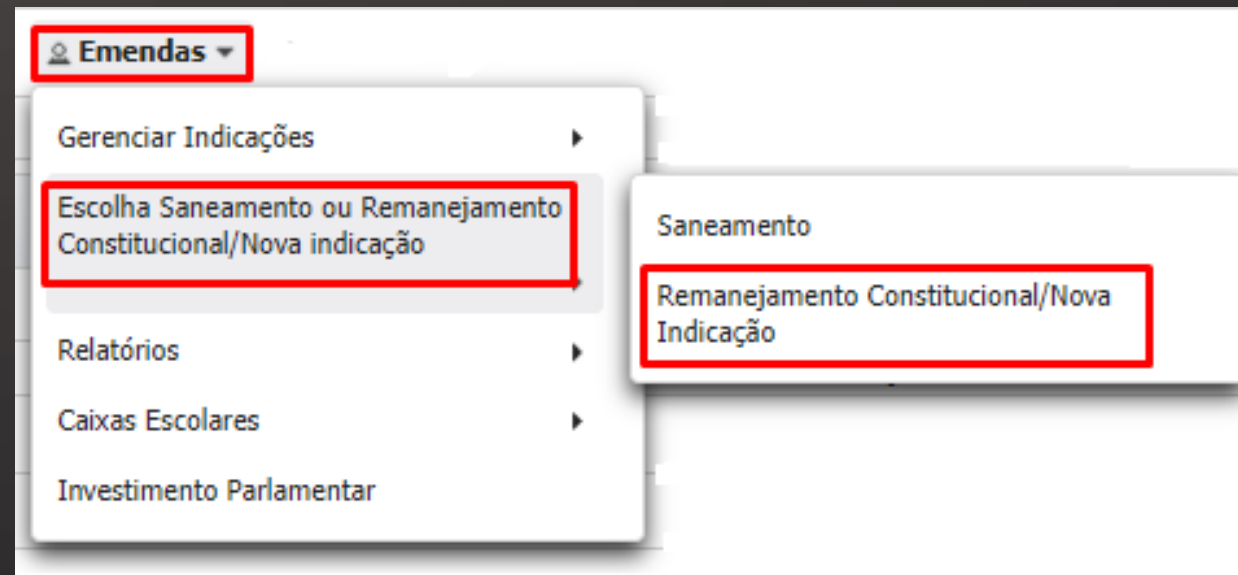 Emendas
Gerenciar Indicações
Escolha Saneamento ou Remanejamento
Constitucional/Nova indicação
Relatórios
Caixas Escolares
Investimento Parlamentar
Saneamento
Remanejamento Constitucional/Nova
Indicação